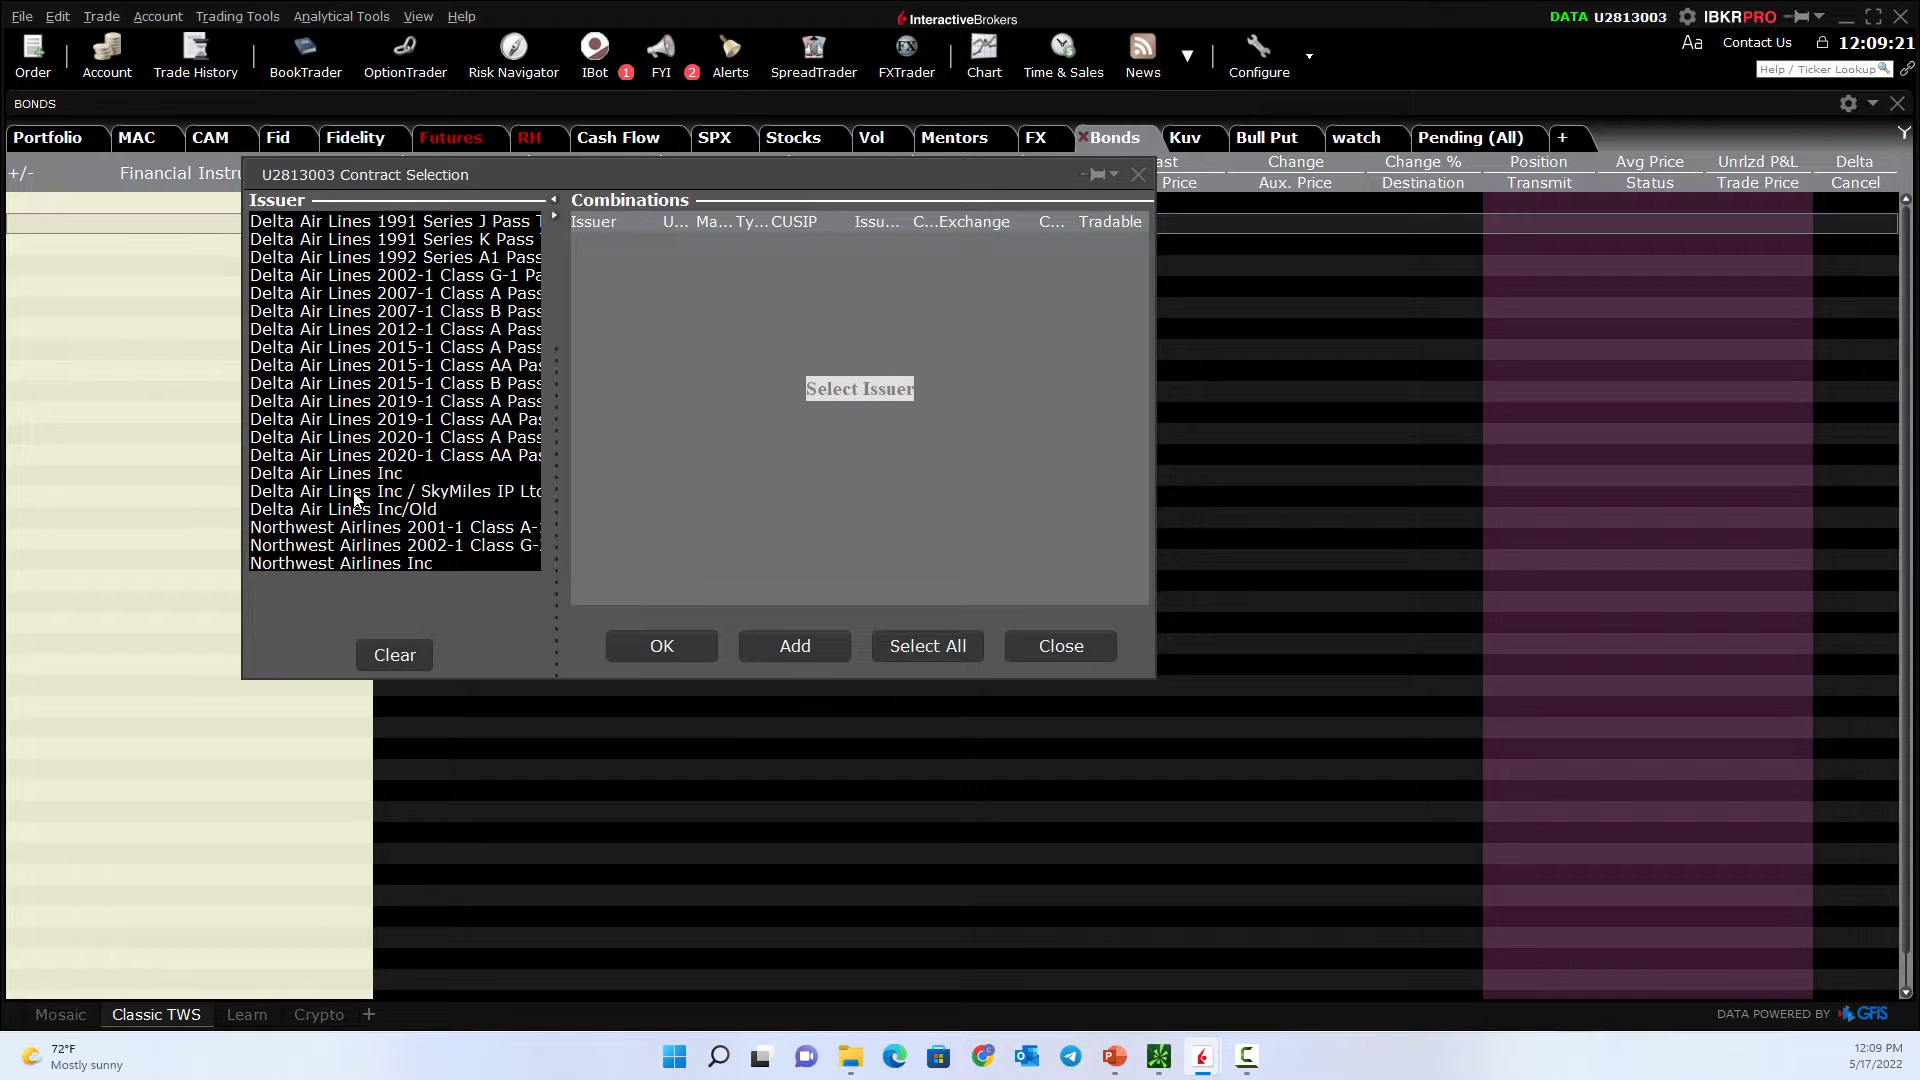 File Edit Trade Account Trading Tools Analytical Tools View Help
InteractiveBrokers
DATA U2813003 IBKRPRO
Aa Contact Us 12:09:21
Help / Ticker Lookup
Order Account Trade History BookTrader OptionTrader Risk Navigator IBot 1 FYI 2 Alerts SpreadTrader FXTrader Chart Time & Sales News Configure
BONDS
Portfolio MAC CAM Fid Fidelity Futures RH Cash Flow SPX Stocks Vol Mentors FX Bonds Kuv Bull Put watch Pending (All) +
+/- Financial Instru
ast Change Change % Position Avg Price Unrlzd P&L Delta
Price Aux. Price Destination Transmit Status Trade Price Cancel
U2813003 Contract Selection
Issuer
Delta Air Lines 1991 Series J Pass T
Delta Air Lines 1991 Series K Pass
Delta Air Lines 1992 Series A1 Pass
Delta Air Lines 2002-1 Class G-1 Pa
Delta Air Lines 2007-1 Class A Pass
Delta Air Lines 2007-1 Class B Pass
Delta Air Lines 2012-1 Class A Pass
Delta Air Lines 2015-1 Class A Pass
Delta Air Lines 2015-1 Class AA Pas
Delta Air Lines 2015-1 Class B Pass
Delta Air Lines 2019-1 Class A Pass
Delta Air Lines 2019-1 Class AA Pas
Delta Air Lines 2020-1 Class A Pass
Delta Air Lines 2020-1 Class AA Pas
Delta Air Lines Inc
Delta Air Lines Inc / SkyMiles IP Ltd
Delta Air Lines Inc/Old
Northwest Airlines 2001-1 Class A-
Northwest Airlines 2002-1 Class G-
Northwest Airlines Inc
Clear
Combinations
Issuer U... Ma... Ty... CUSIP Issu... C... Exchange C... Tradable
Select Issuer
OK Add Select All Close
Mosaic Classic TWS Learn Crypto +
DATA POWERED BY GFIS
72°F
Mostly sunny
12:09 PM
5/17/2022